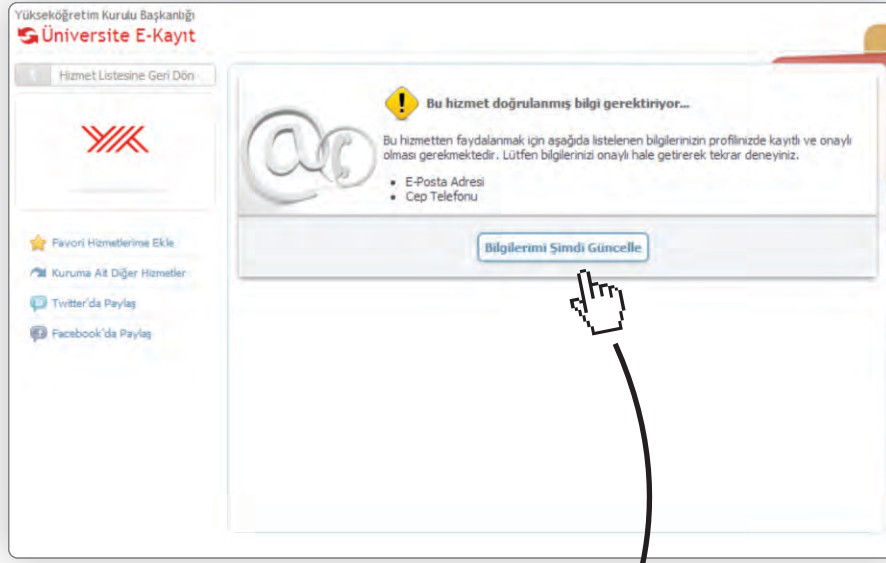 Yükseköğretim Kurulu Başkanlığı
Üniversite E-Kayıt
Hizmet Listesine Geri Dön
Bu hizmet doğrulanmış bilgi gerektiriyor...
Bu hizmetten faydalanmak için aşağıda listelenen bilgilerinizin profilinizde kayıtlı ve onaylı
olması gerekmektedir. Lütfen bilgilerinizi onaylı hale getirerek tekrar deneyiniz.
E-Posta Adresi
Cep Telefonu
Bilgilerimi Şimdi Güncelle
Favori Hizmetlerime Ekle
Kuruma Ait Diğer Hizmetler
Twitter'da Paylaş
Facebook'da Paylaş